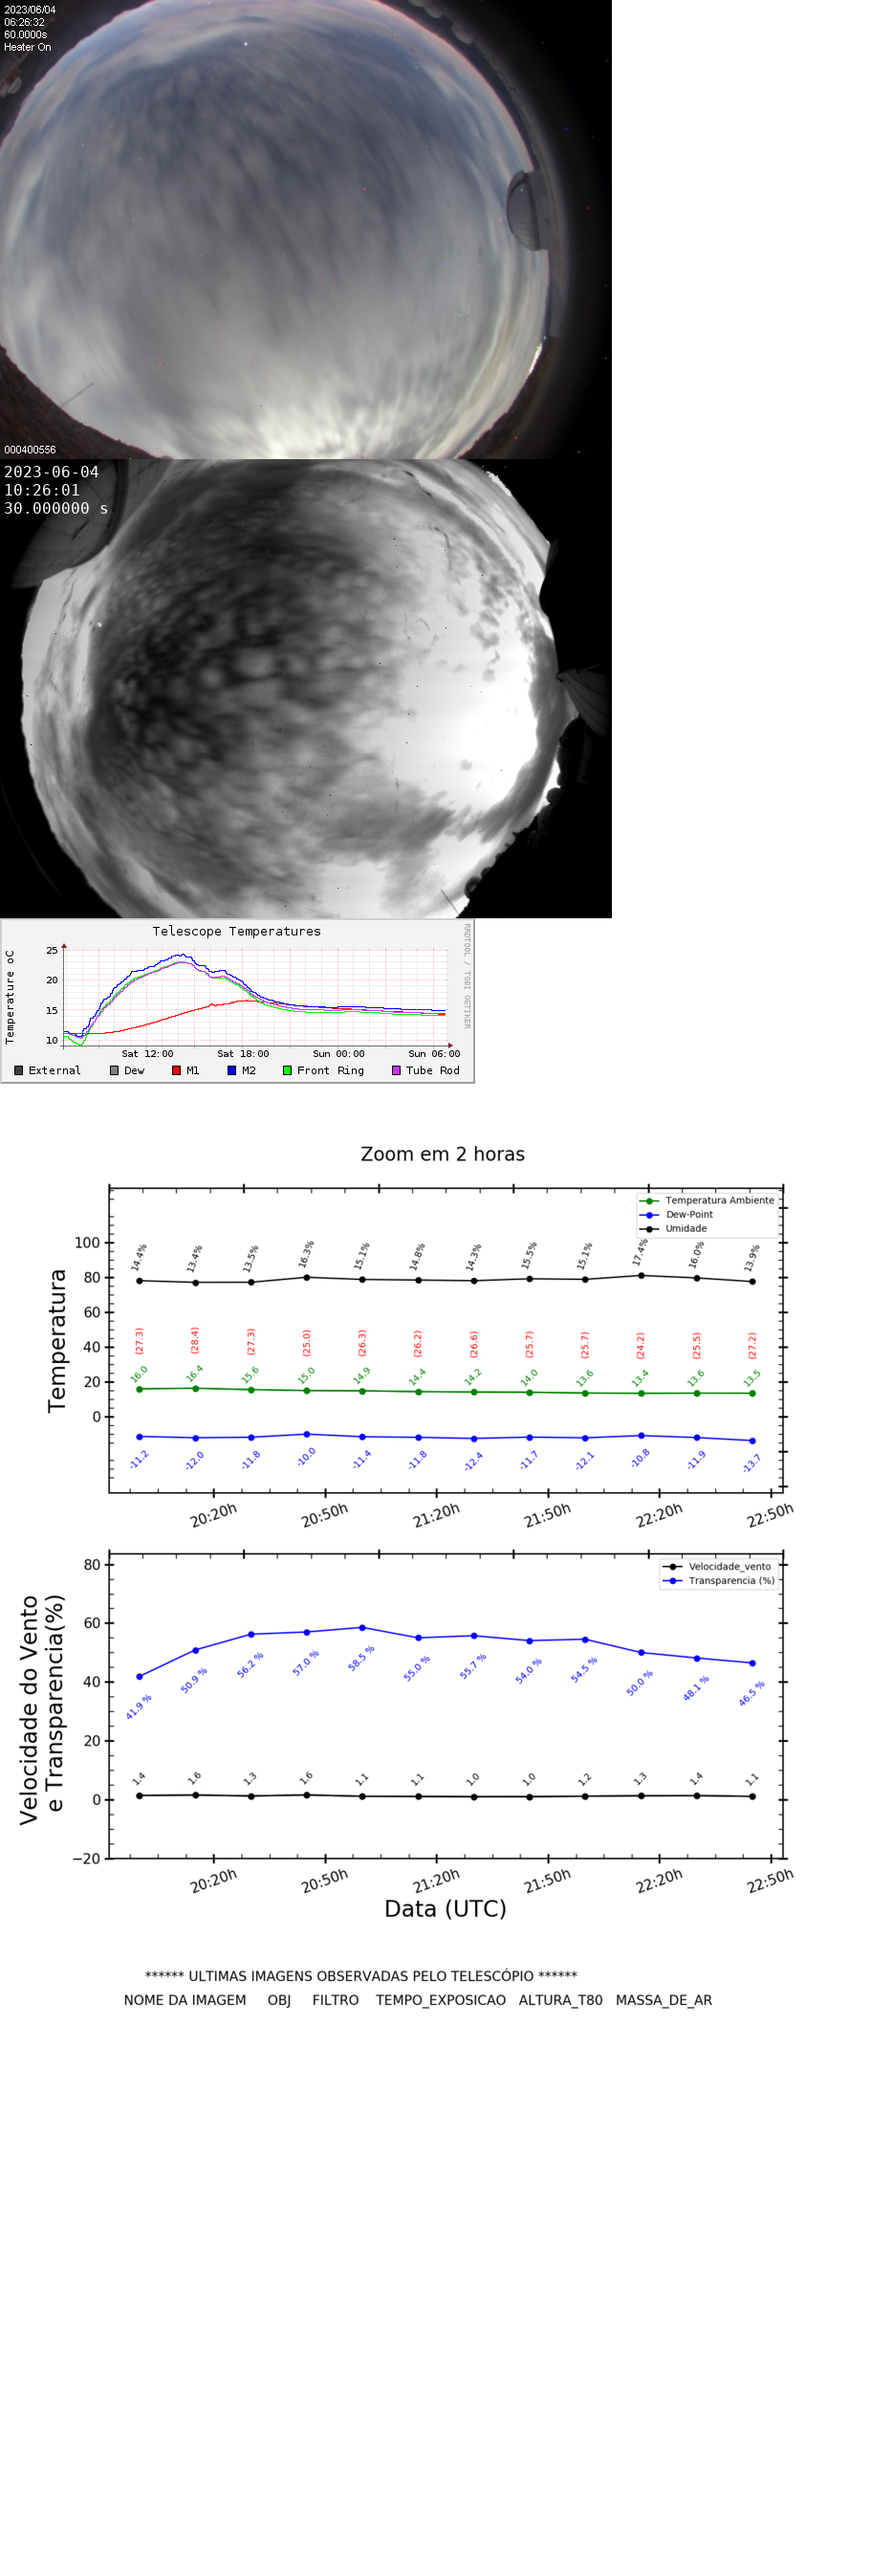 2023/06/04
06:26:32
60.0000s
Heater On
000400556
2023-06-04
10:26:01
30.000000 s
Telescope Temperatures
RRDTOOL / TOBI OETIKER
Temperature oC
25
20
15
10
Sat 12:00 Sat 18:00 Sun 00:00 Sun 06:00
External Dew M1 M2 Front Ring Tube Rod
Zoom em 2 horas
Temperatura Ambiente
Dew-Point
Umidade
Temperatura
100
80
60
40
20
0
14.4% 13.4% 13.5% 16.3% 15.1% 14.8% 14.3% 15.5% 15.1% 17.4% 16.0% 13.9%
(27.3) (28.4) (27.3) (25.0) (26.3) (26.2) (26.6) (25.7) (25.7) (24.2) (25.5) (27.2)
16.0 16.4 15.6 15.0 14.9 14.4 14.2 14.0 13.6 13.4 13.6 13.5
-11.2 -12.0 -11.8 -10.0 -11.4 -11.8 -12.4 -11.7 -12.1 -10.8 -11.9 -13.7
20:20h 20:50h 21:20h 21:50h 22:20h 22:50h
Velocidade_vento
Transparencia (%)
Velocidade do Vento
e Transparencia(%)
80
60
40
20
0
−20
41.9 % 50.9 % 56.2 % 57.0 % 58.5 % 55.0 % 55.7 % 54.0 % 54.5 % 50.0 % 48.1 % 46.5 %
1.4 1.6 1.3 1.6 1.1 1.1 1.0 1.0 1.2 1.3 1.4 1.1
20:20h 20:50h 21:20h 21:50h 22:20h 22:50h
Data (UTC)
****** ULTIMAS IMAGENS OBSERVADAS PELO TELESCÓPIO ******
NOME DA IMAGEM OBJ FILTRO TEMPO_EXPOSICAO ALTURA_T80 MASSA_DE_AR